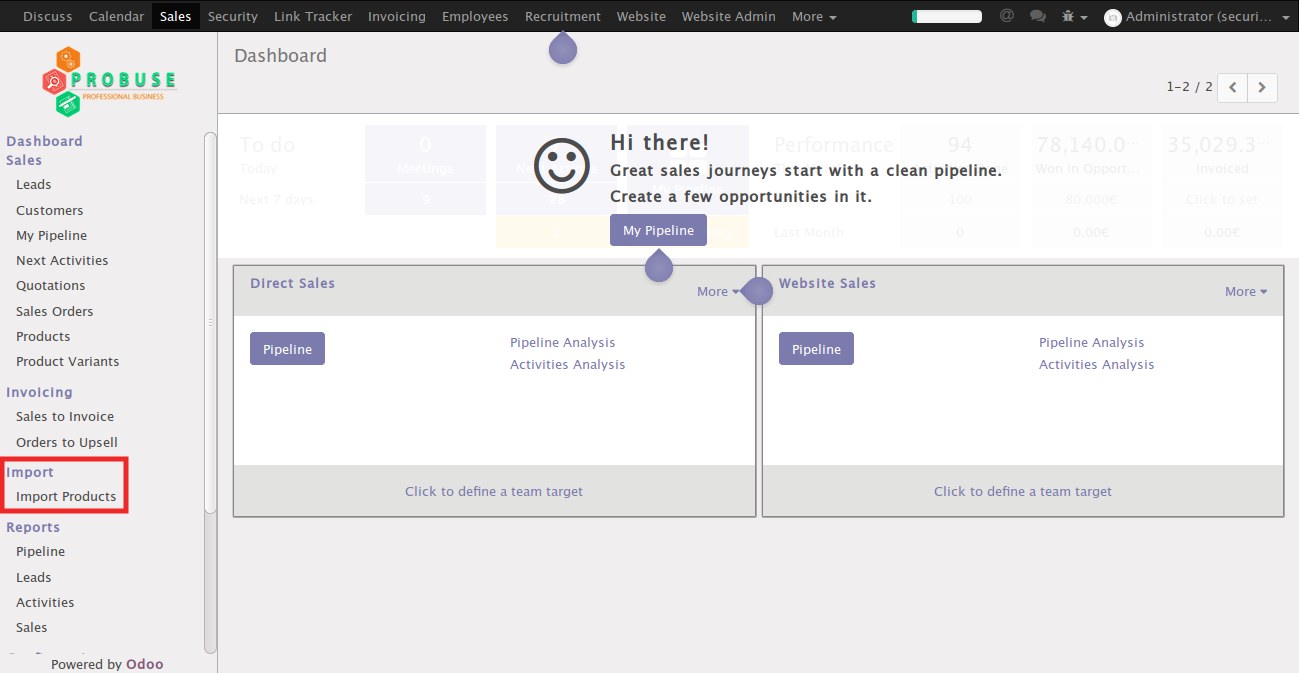 Discuss Calendar Sales Security Link Tracker Invoicing Employees Recruitment Website Website Admin More @ Administrator (securi...
PROBUSE
PROFESSIONAL BUSINESS
Dashboard
1-2 / 2
Dashboard
Sales
Leads
Customers
My Pipeline
Next Activities
Quotations
Sales Orders
Products
Product Variants
Invoicing
Sales to Invoice
Orders to Upsell
Import
Import Products
Reports
Pipeline
Leads
Activities
Sales
Powered by Odoo
To do 0 Performance 94 78,140.0... 35,029.3...
Today Meetings Won in Opport... Invoiced
Next 7 days 9 28 100 80.000€ Click to set
Last Month 0 0.00€ 0.00€
Hi there!
Great sales journeys start with a clean pipeline.
Create a few opportunities in it.
My Pipeline
Direct Sales
More
Pipeline Pipeline Analysis
Activities Analysis
Click to define a team target
Website Sales
More
Pipeline Pipeline Analysis
Activities Analysis
Click to define a team target